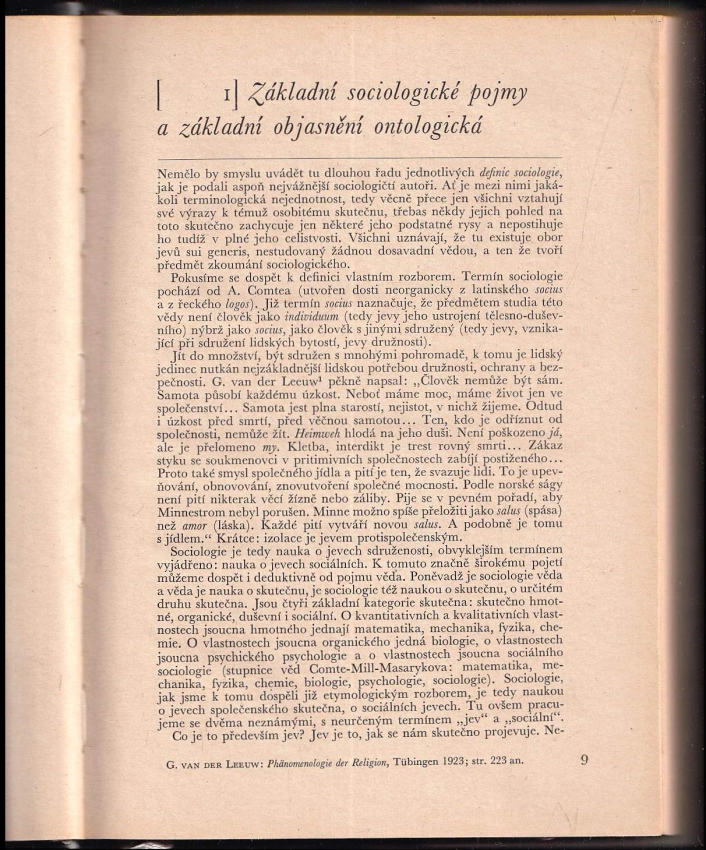 [ 1] Základní sociologické pojmy
a základní objasnění ontologická
Nemělo by smyslu uvádět tu dlouhou řadu jednotlivých definic sociologie,
jak je podali aspoň nejvážnější sociologičtí autoři. Ať je mezi nimi jaká-
koli terminologická nejednotnost, tedy věcně přece jen všichni vztahují
své výrazy k témuž osobitému skutečnu, třebas někdy jejich pohled na
toto skutečno zachycuje jen některé jeho podstatné rysy a nepostihuje
ho tudíž v plné jeho celistvosti. Všichni uznávají, že tu existuje obor
jevů sui generis, nestudovaný žádnou dosavadní vědou, a ten že tvoří
předmět zkoumání sociologického.
Pokusíme se dospět k definici vlastním rozborem. Termín sociologie
pochází od A. Comtea (utvořen dosti neorganicky z latinského socius
a z řeckého logos). Již termín socius naznačuje, že předmětem studia této
vědy není člověk jako individuum (tedy jevy jeho ustrojení tělesno-dušev-
ního) nýbrž jako socius, jako člověk s jinými sdružený (tedy jevy, vznika-
jící při sdružení lidských bytostí, jevy družnosti).
Jít do množství, být sdružen s mnohými pohromadě, k tomu je lidský
jedinec nutkán nejzákladnější lidskou potřebou družnosti, ochrany a bez-
pečnosti. G. van der Leeuw¹ pěkně napsal: „Člověk nemůže být sám.
Samota působí každému úzkost. Neboť máme moc, máme život jen ve
společenství... Samota jest plna starostí, nejistot, v nichž žijeme. Odtud
i úzkost před smrtí, před věčnou samotou... Ten, kdo je odříznut od
společnosti, nemůže žít. Heimweh hlodá na jeho duši. Není poškozeno já,
ale je přelomeno my. Kletba, interdikt je trest rovný smrti... Zákaz
styku se soukmenovci v pritimivních společnostech zabíjí postiženého...
Proto také smysl společného jídla a pití je ten, že svazuje lidi. To je upev-
ňování, obnovování, znovutvoření společné mocnosti. Podle norské ságy
není pití nikterak věcí žízně nebo záliby. Pije se v pevném pořadí, aby
Minnestrom nebyl porušen. Minne možno spíše přeložiti jako salus (spása)
než amor (láska). Každé pití vytváří novou salus. A podobně je tomu
s jídlem.“ Krátce: izolace je jevem protispolečenským.
Sociologie je tedy nauka o jevech sdruženosti, obvyklejším termínem
vyjádřeno: nauka o jevech sociálních. K tomuto značně širokému pojetí
můžeme dospět i deduktivně od pojmu věda. Poněvadž je sociologie věda
a věda je nauka o skutečnu, je sociologie též naukou o skutečnu, o určitém
druhu skutečna. Jsou čtyři základní kategorie skutečna: skutečno hmot-
né, organické, duševní i sociální. O kvantitativních a kvalitativních vlast-
nostech jsoucna hmotného jednají matematika, mechanika, fyzika, che-
mie. O vlastnostech jsoucna organického jedná biologie, o vlastnostech
jsoucna psychického psychologie a o vlastnostech jsoucna sociálního
sociologie (stupnice věd Comte-Mill-Masarykova: matematika, me-
chanika, fyzika, chemie, biologie, psychologie, sociologie). Sociologie,
jak jsme k tomu dospěli již etymologickým rozborem, je tedy naukou
o jevech společenského skutečna, o sociálních jevech. Tu ovšem pracu-
jeme se dvěma neznámými, s neurčeným termínem „jev“ a „sociální“.
Co je to především jev? Jev je to, jak se nám skutečno projevuje. Ne-
G. VAN DER LEEUW: Phänomenologie der Religion, Tübingen 1923; str. 223 an.
9